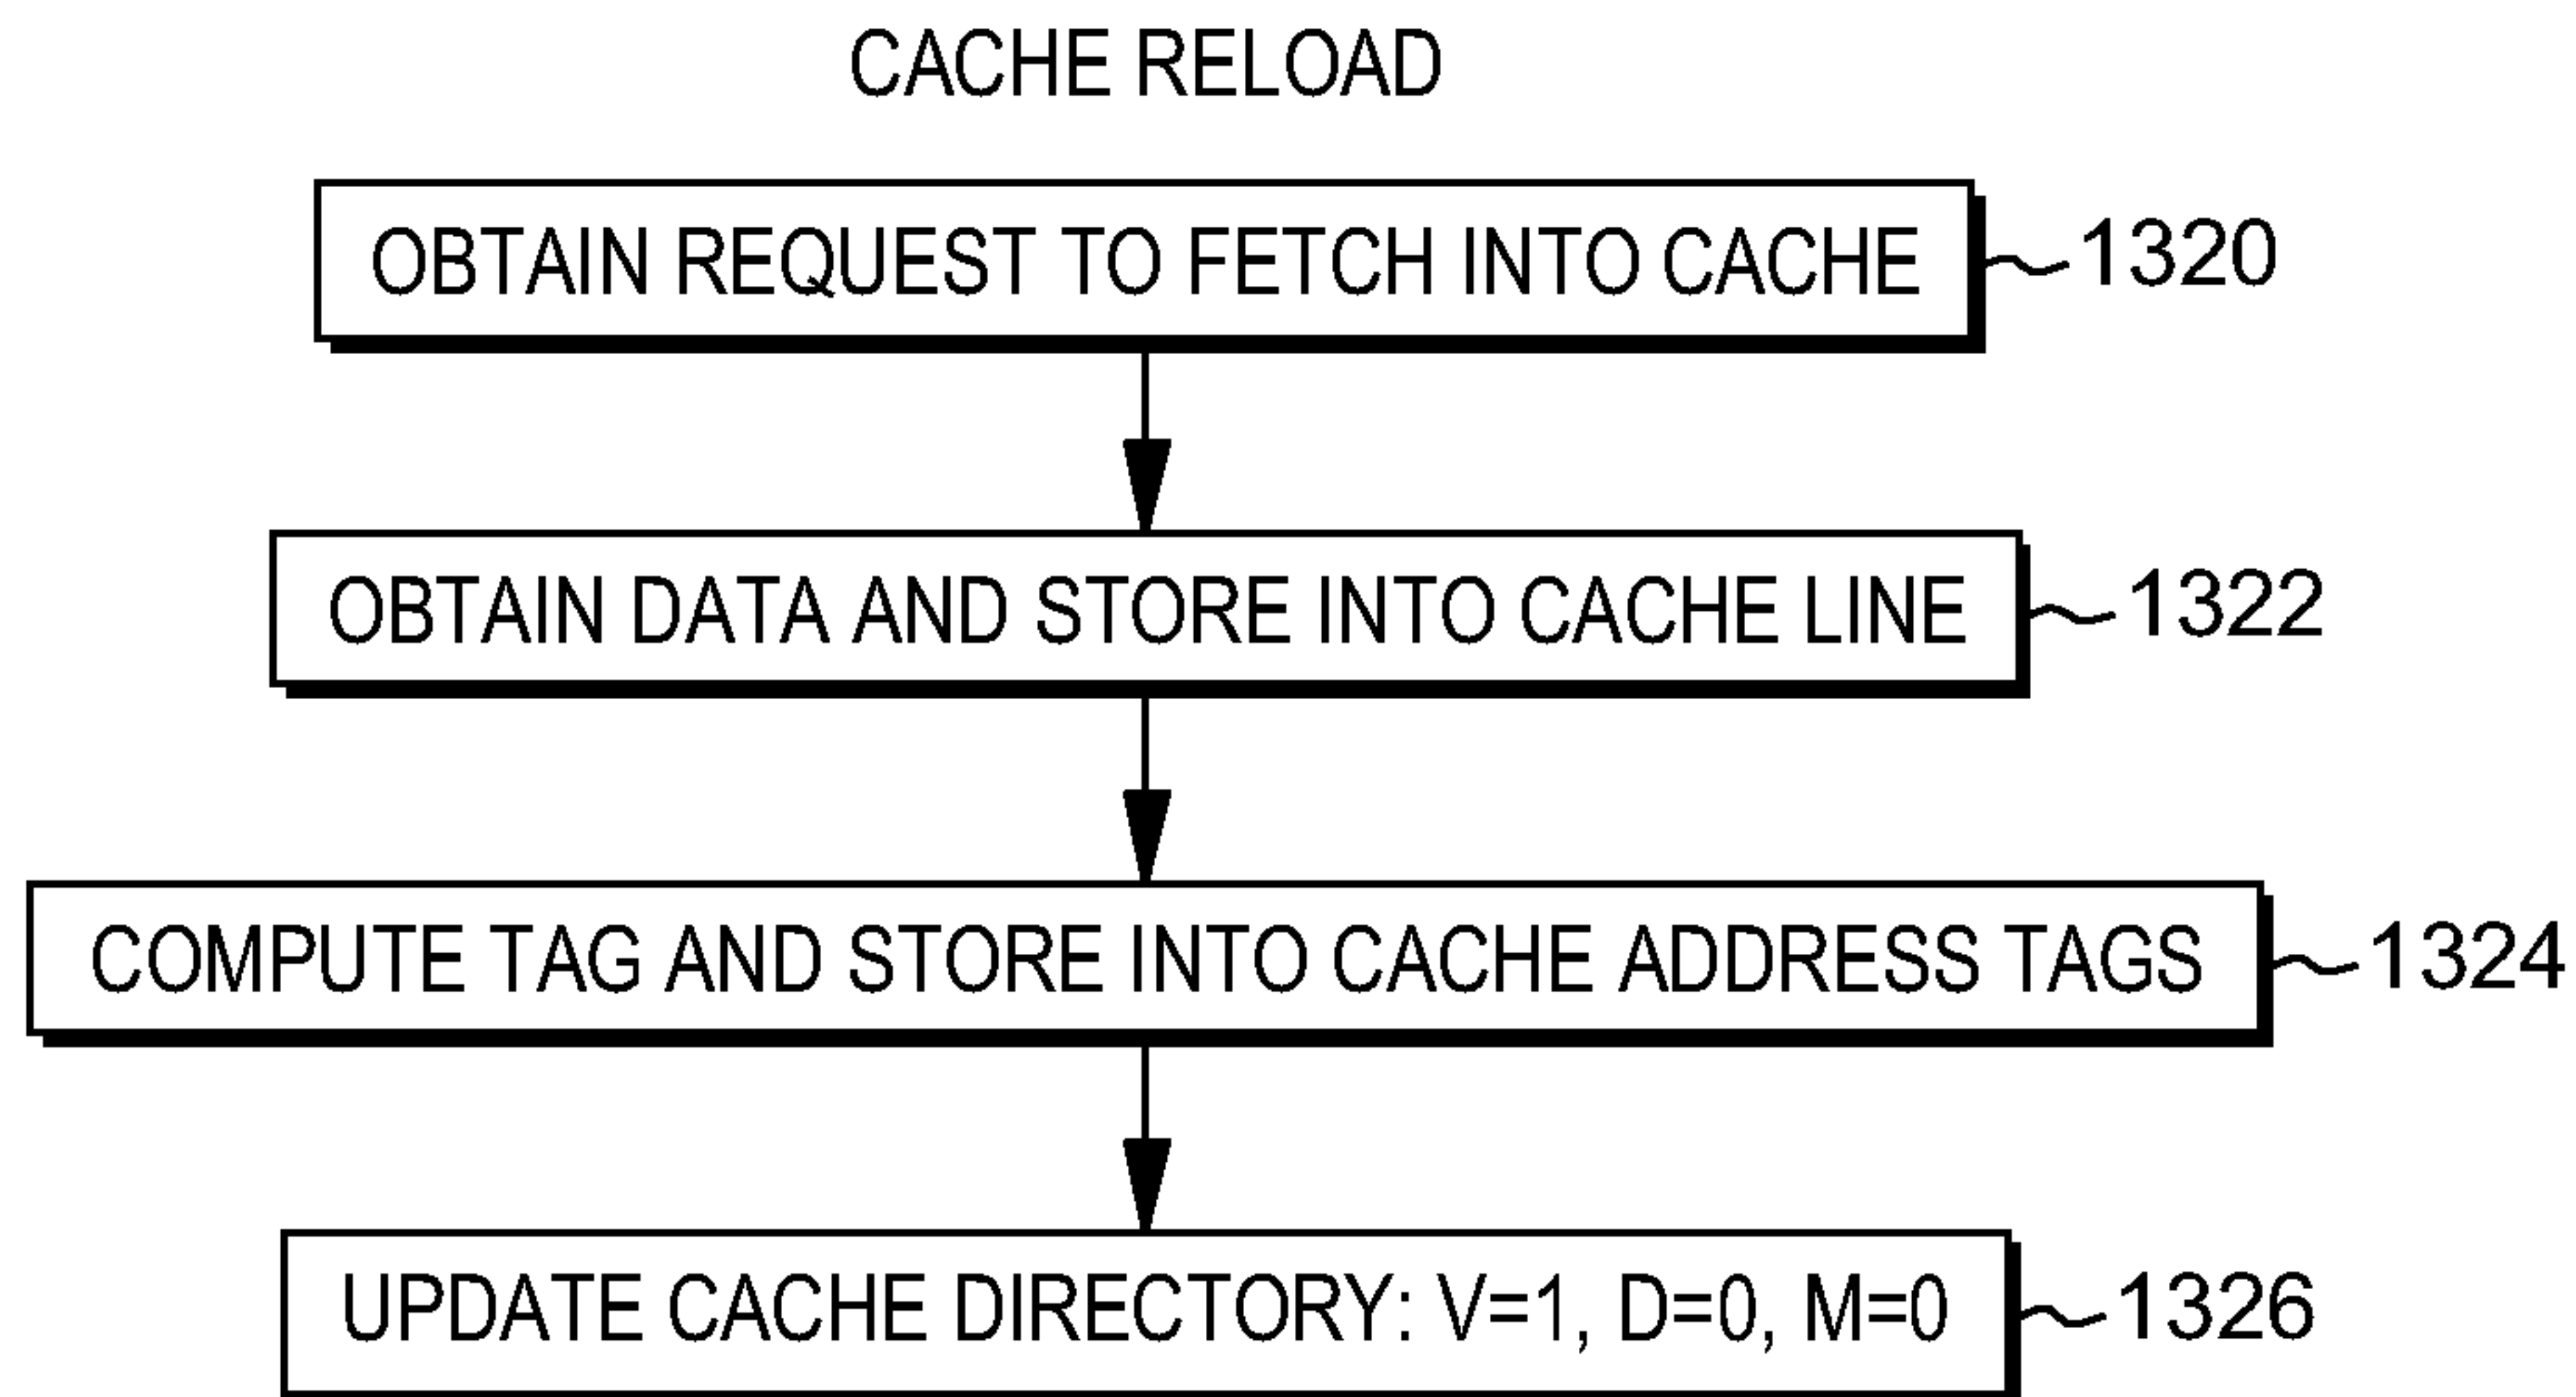 CACHE RELOAD
OBTAIN REQUEST TO FETCH INTO CACHE 1320
OBTAIN DATA AND STORE INTO CACHE LINE 1322
COMPUTE TAG AND STORE INTO CACHE ADDRESS TAGS 1324
UPDATE CACHE DIRECTORY: V=1, D=0, M=0 1326